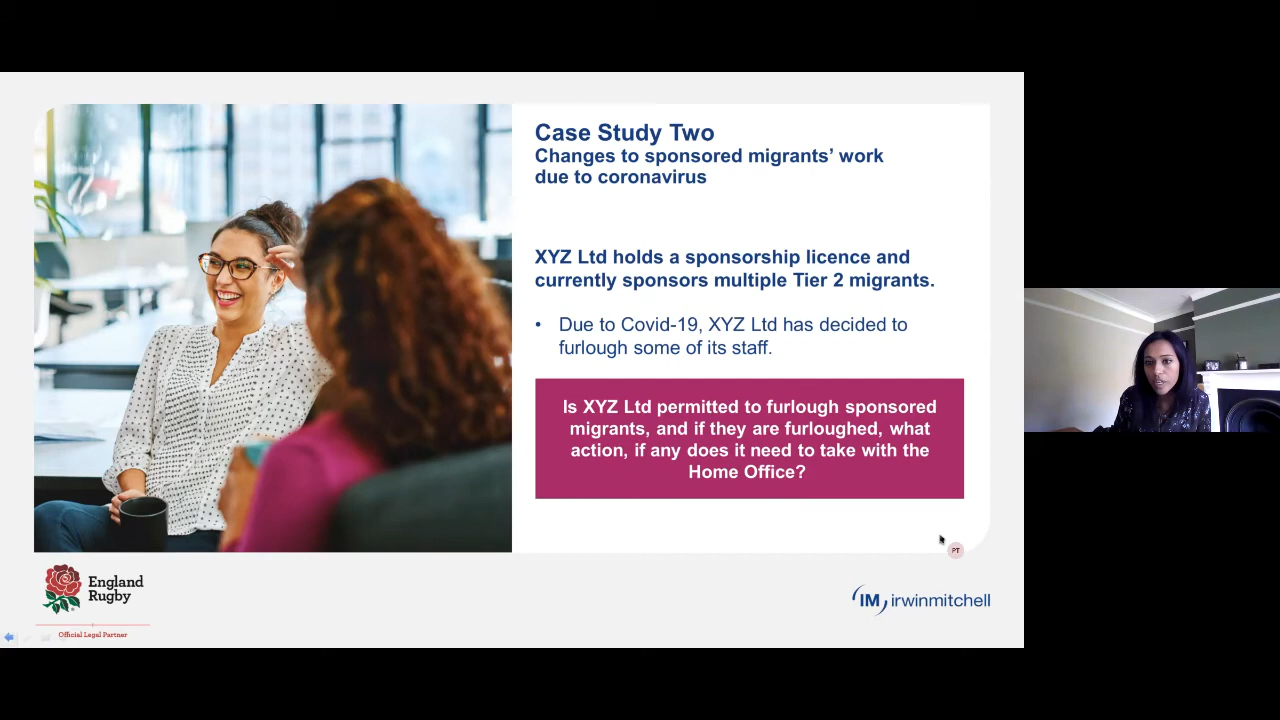 Case Study Two
Changes to sponsored migrants’ work
due to coronavirus
XYZ Ltd holds a sponsorship licence and
currently sponsors multiple Tier 2 migrants.
• Due to Covid-19, XYZ Ltd has decided to
furlough some of its staff.
Is XYZ Ltd permitted to furlough sponsored
migrants, and if they are furloughed, what
action, if any does it need to take with the
Home Office?
PT
England
Rugby
Official Legal Partner
IM irwinmitchell